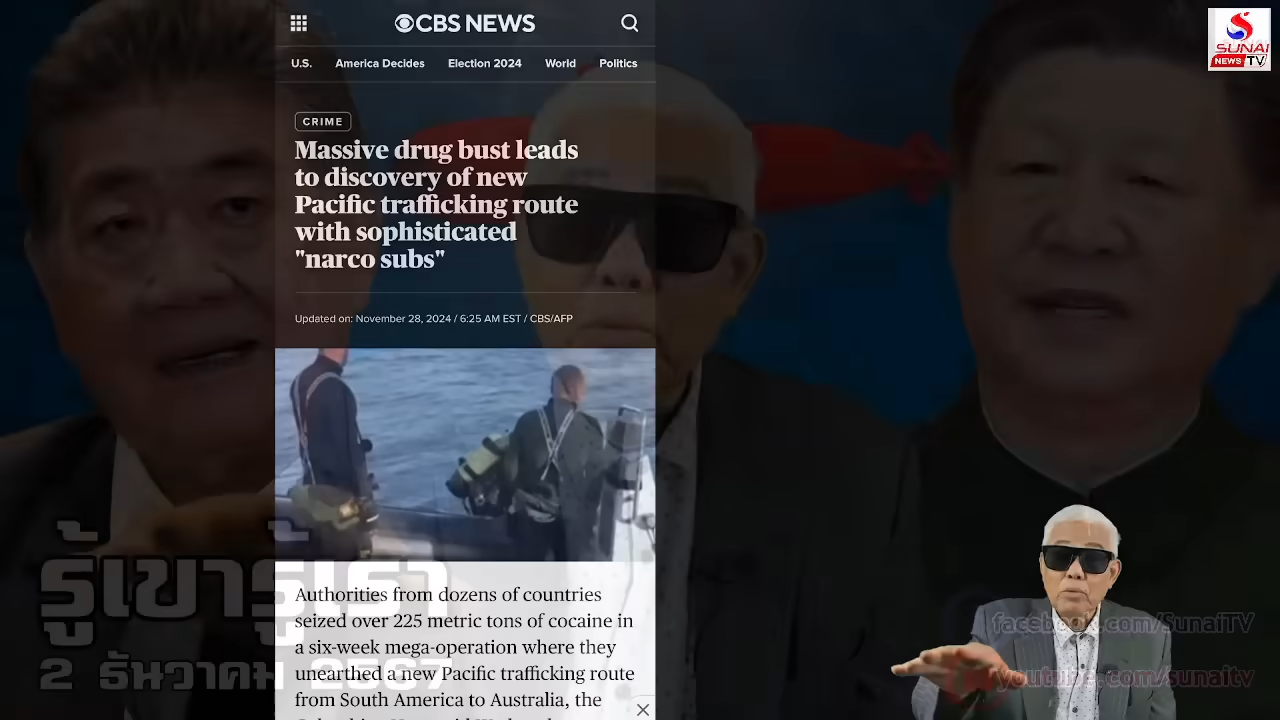 CBS NEWS
U.S. America Decides Election 2024 World Politics
CRIME
Massive drug bust leads
to discovery of new
Pacific trafficking route
with sophisticated
"narco subs"
Updated on: November 28, 2024 / 6:25 AM EST / CBS/AFP
Authorities from dozens of countries
seized over 225 metric tons of cocaine in
a six-week mega-operation where they
unearthed a new Pacific trafficking route
from South America to Australia, the
SUNAI
NEWS TV
รู้เขารู้เรา
2 ธันวาคม 2567
facebook.com/SunaiTV
youtube.com/sunaitv